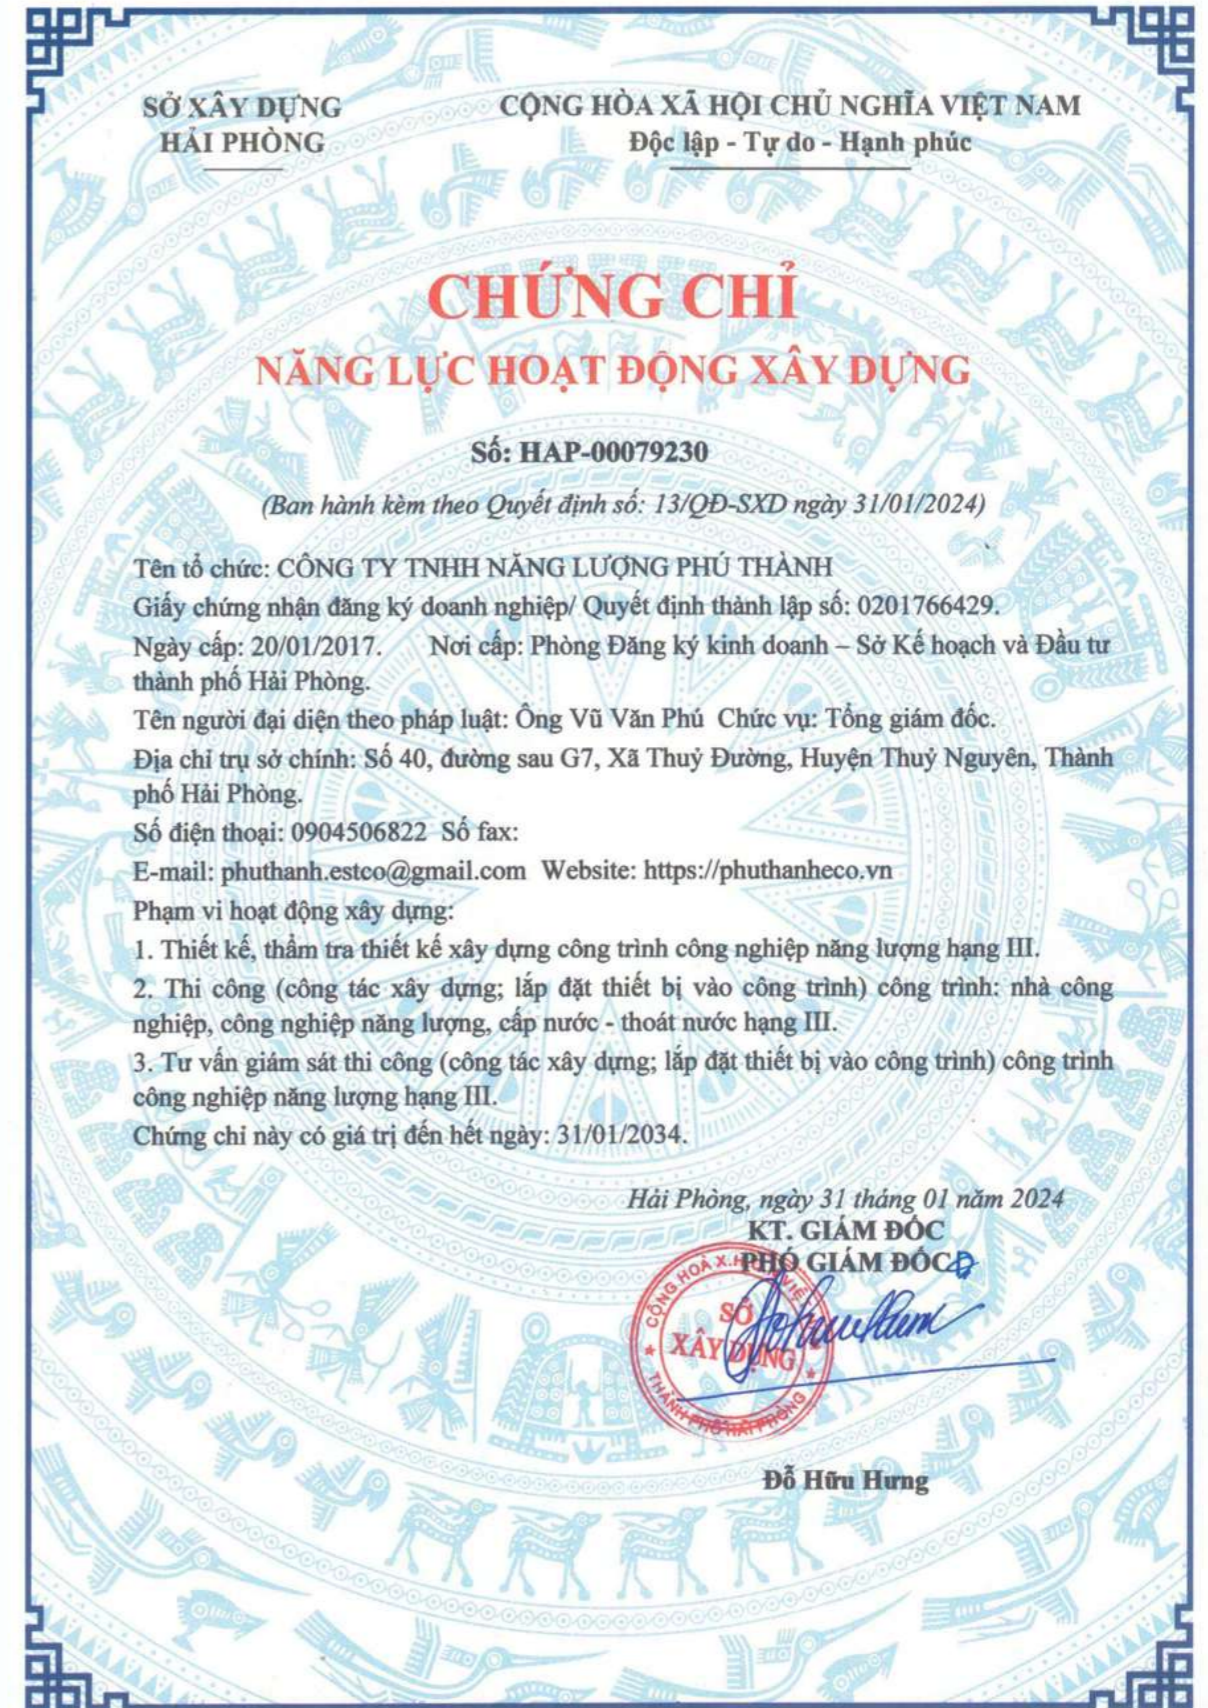 SỞ XÂY DỰNG
HẢI PHÒNG
CỘNG HÒA XÃ HỘI CHỦ NGHĨA VIỆT NAM
Độc lập - Tự do - Hạnh phúc
CHỨNG CHỈ
NĂNG LỰC HOẠT ĐỘNG XÂY DỰNG
Số: HAP-00079230
(Ban hành kèm theo Quyết định số: 13/QĐ-SXD ngày 31/01/2024)
Tên tổ chức: CÔNG TY TNHH NĂNG LƯỢNG PHÚ THÀNH
Giấy chứng nhận đăng ký doanh nghiệp/ Quyết định thành lập số: 0201766429.
Ngày cấp: 20/01/2017. Nơi cấp: Phòng Đăng ký kinh doanh – Sở Kế hoạch và Đầu tư
thành phố Hải Phòng.
Tên người đại diện theo pháp luật: Ông Vũ Văn Phú Chức vụ: Tổng giám đốc.
Địa chỉ trụ sở chính: Số 40, đường sau G7, Xã Thuỷ Đường, Huyện Thuỷ Nguyên, Thành
phố Hải Phòng.
Số điện thoại: 0904506822 Số fax:
E-mail: phuthanh.estco@gmail.com Website: https://phuthanheco.vn
Phạm vi hoạt động xây dựng:
1. Thiết kế, thẩm tra thiết kế xây dựng công trình công nghiệp năng lượng hạng III.
2. Thi công (công tác xây dựng; lắp đặt thiết bị vào công trình) công trình: nhà công
nghiệp, công nghiệp năng lượng, cấp nước - thoát nước hạng III.
3. Tư vấn giám sát thi công (công tác xây dựng; lắp đặt thiết bị vào công trình) công trình
công nghiệp năng lượng hạng III.
Chứng chỉ này có giá trị đến hết ngày: 31/01/2034.
Hải Phòng, ngày 31 tháng 01 năm 2024
KT. GIÁM ĐỐC
PHÓ GIÁM ĐỐC
CỘNG HOÀ X.H.
SỞ
XÂY DỰNG
THÀNH PHỐ HẢI PHÒNG
Đỗ Hữu Hưng